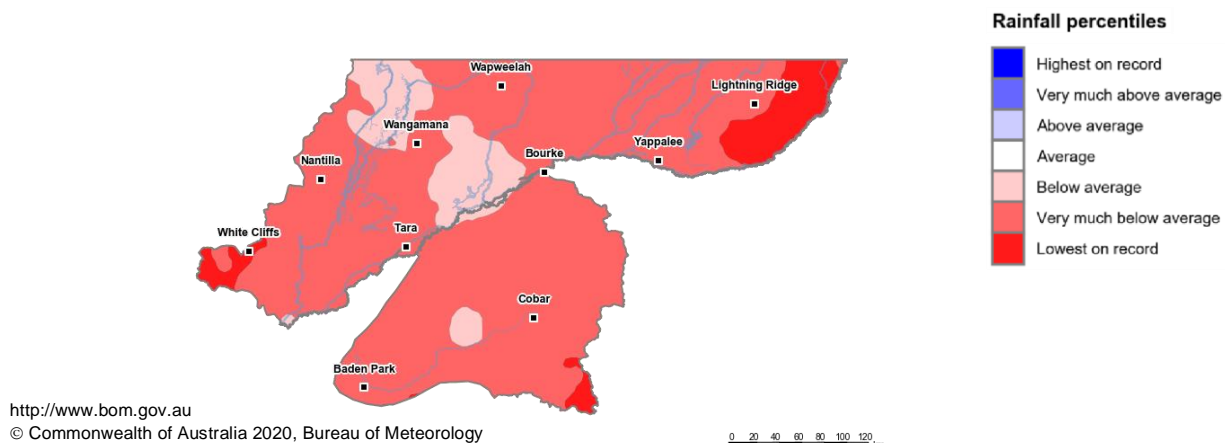 Rainfall percentiles
Highest on record
Very much above average
Above average
Average
Below average
Very much below average
Lowest on record
Wapweelah
Lightning Ridge
Wangamana
Yappalee
Bourke
Nantilla
White Cliffs
Tara
Cobar
Baden Park
http://www.bom.gov.au
© Commonwealth of Australia 2020, Bureau of Meteorology
0 20 40 60 80 100 120